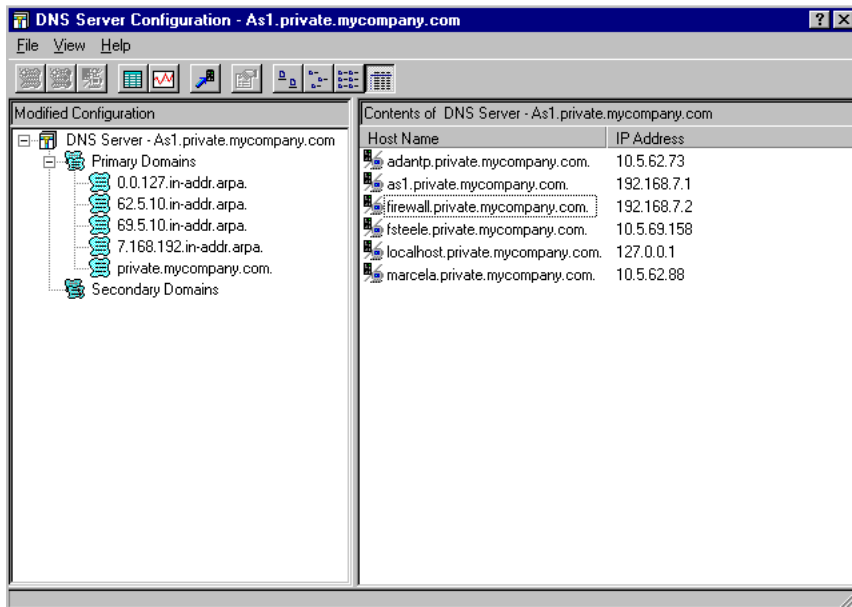 DNS Server Configuration - As1.private.mycompany.com
File View Help
Modified Configuration
DNS Server - As1.private.mycompany.com
Primary Domains
0.0.127.in-addr.arpa.
62.5.10.in-addr.arpa.
69.5.10.in-addr.arpa.
7.168.192.in-addr.arpa.
private.mycompany.com.
Secondary Domains
Contents of DNS Server - As1.private.mycompany.com
Host Name IP Address
adantp.private.mycompany.com. 10.5.62.73
as1.private.mycompany.com. 192.168.7.1
firewall.private.mycompany.com. 192.168.7.2
fsteele.private.mycompany.com. 10.5.69.158
localhost.private.mycompany.com. 127.0.0.1
marcela.private.mycompany.com. 10.5.62.88